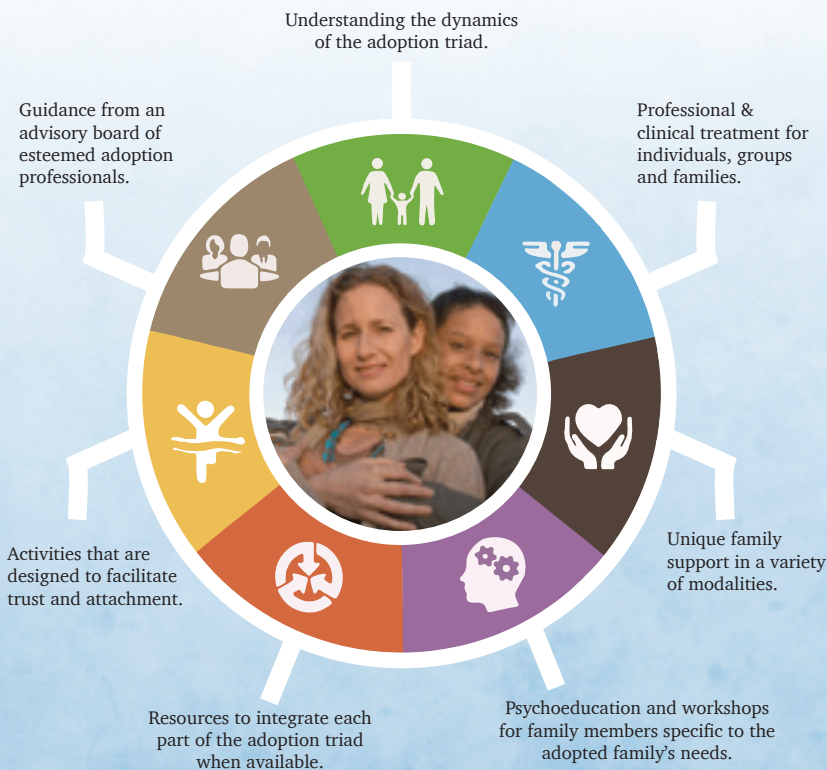 Understanding the dynamics
of the adoption triad.
Guidance from an
advisory board of
esteemed adoption
professionals.
Professional &
clinical treatment for
individuals, groups
and families.
Activities that are
designed to facilitate
trust and attachment.
Unique family
support in a variety
of modalities.
Resources to integrate each
part of the adoption triad
when available.
Psychoeducation and workshops
for family members specific to the
adopted family’s needs.